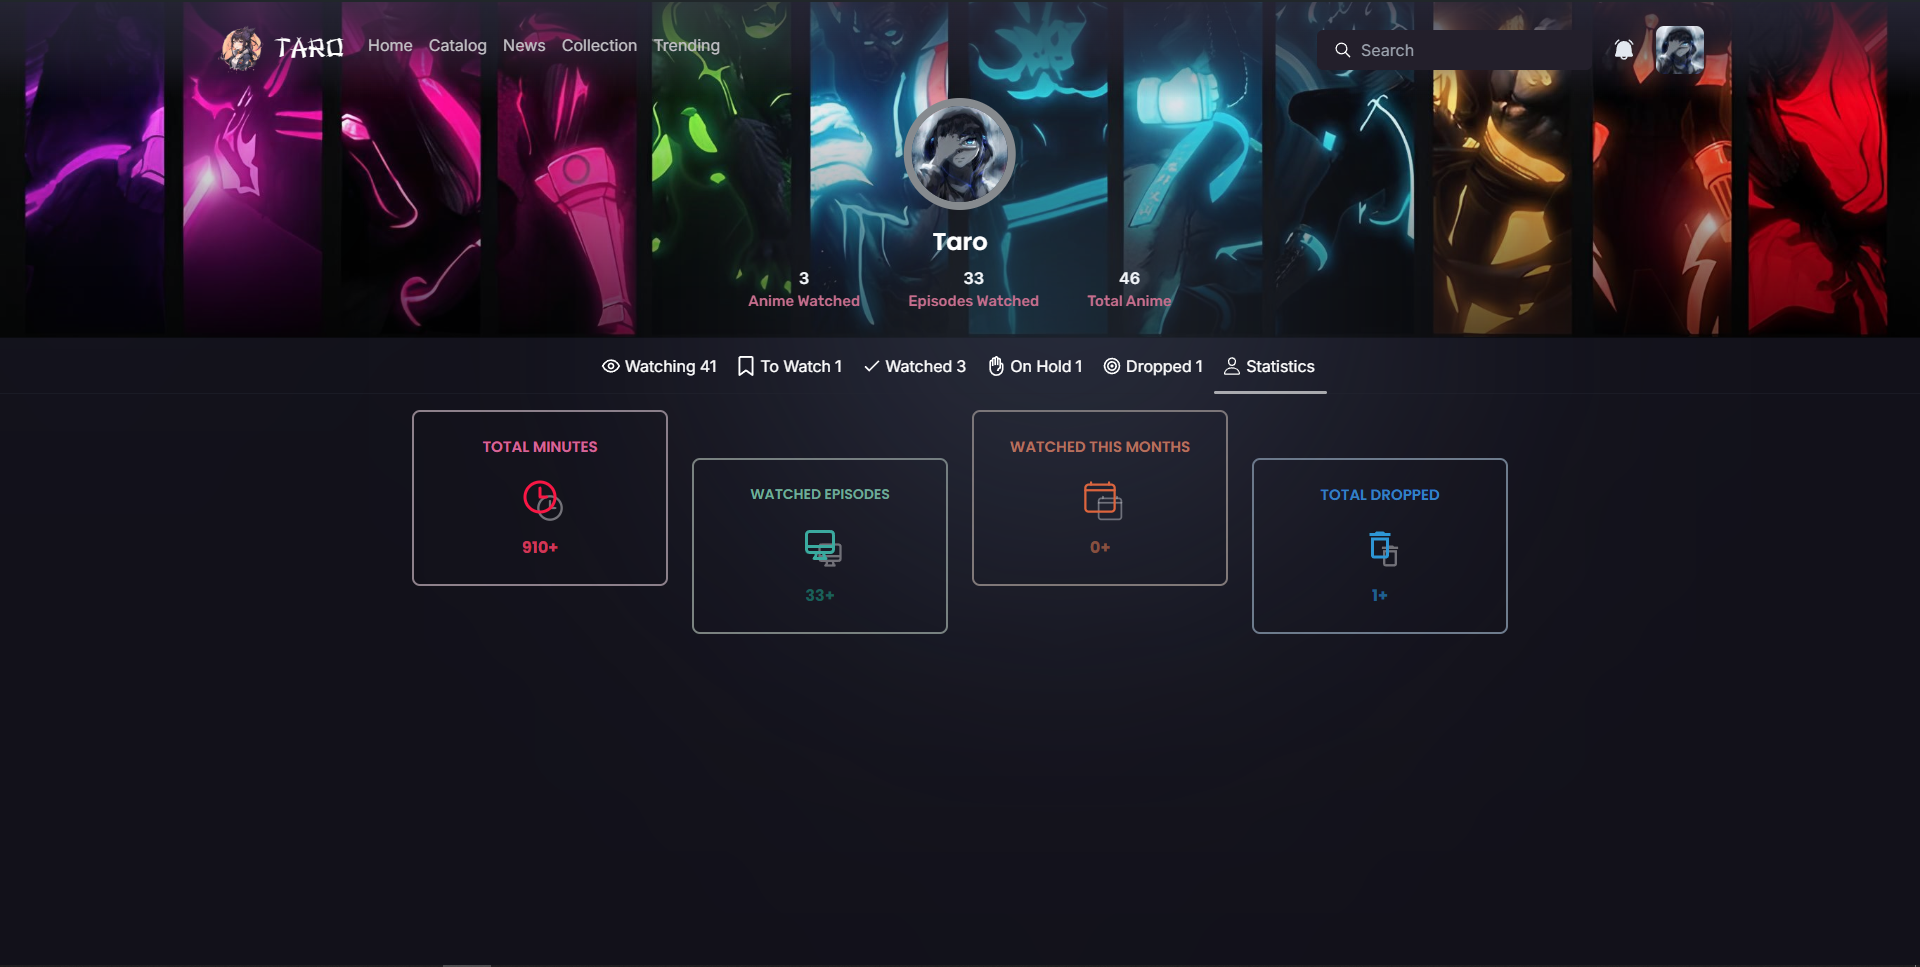 TARO
Home Catalog News Collection Trending
Search
Taro
3 33 46
Anime Watched Episodes Watched Total Anime
Watching 41 To Watch 1 Watched 3 On Hold 1 Dropped 1 Statistics
TOTAL MINUTES
910+
WATCHED EPISODES
33+
WATCHED THIS MONTHS
0+
TOTAL DROPPED
1+